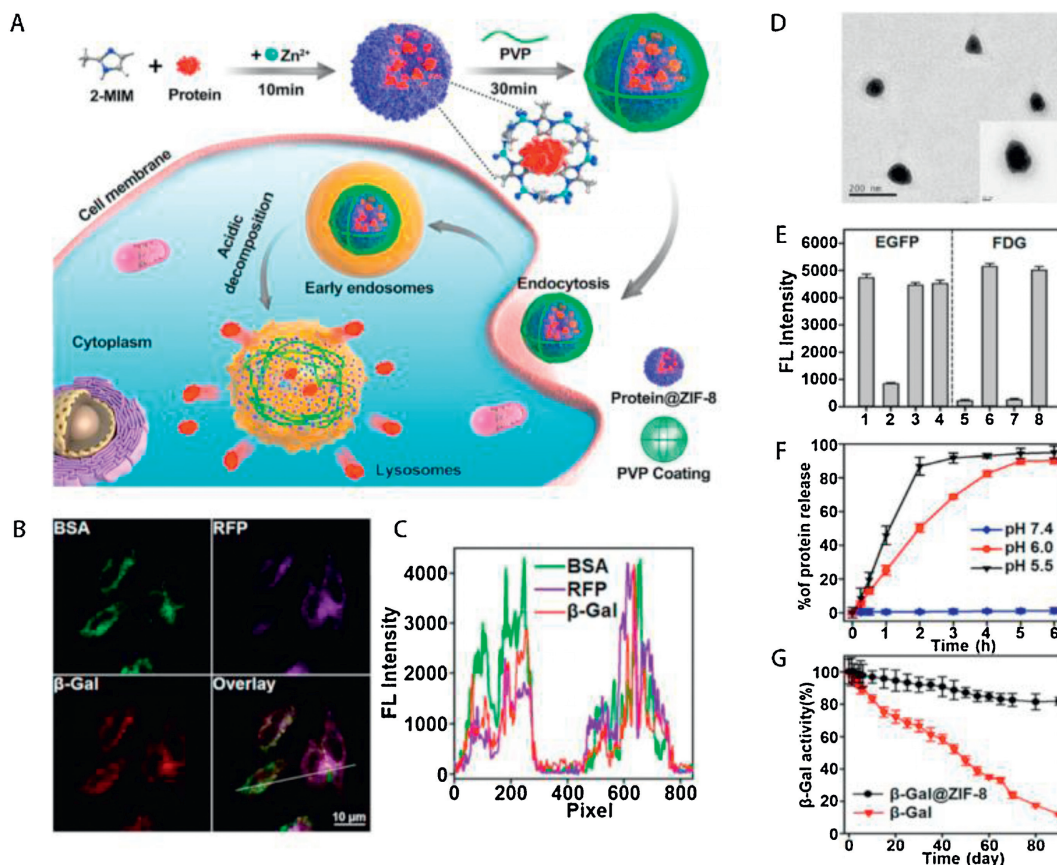 A
2-MIM
+
Protein
+ Zn²⁺
10min
PVP
30min
Cell membrane
Acidic
decomposition
Early endosomes
Endocytosis
Cytoplasm
Lysosomes
Protein@ZIF-8
PVP Coating
B
BSA
RFP
β-Gal
Overlay
10 μm
C
FL Intensity
4000
3000
2000
1000
0
BSA
RFP
β-Gal
0 200 400 600 800
Pixel
D
200 nm
E
FL Intensity
6000
5000
4000
3000
2000
1000
0
EGFP
FDG
1 2 3 4 5 6 7 8
F
%of protein release
100
80
60
40
20
0
pH 7.4
pH 6.0
pH 5.5
0 1 2 3 4 5 6
Time (h)
G
β-Gal activity(%)
100
80
60
40
20
0
β-Gal@ZIF-8
β-Gal
20 40 60 80
Time (day)